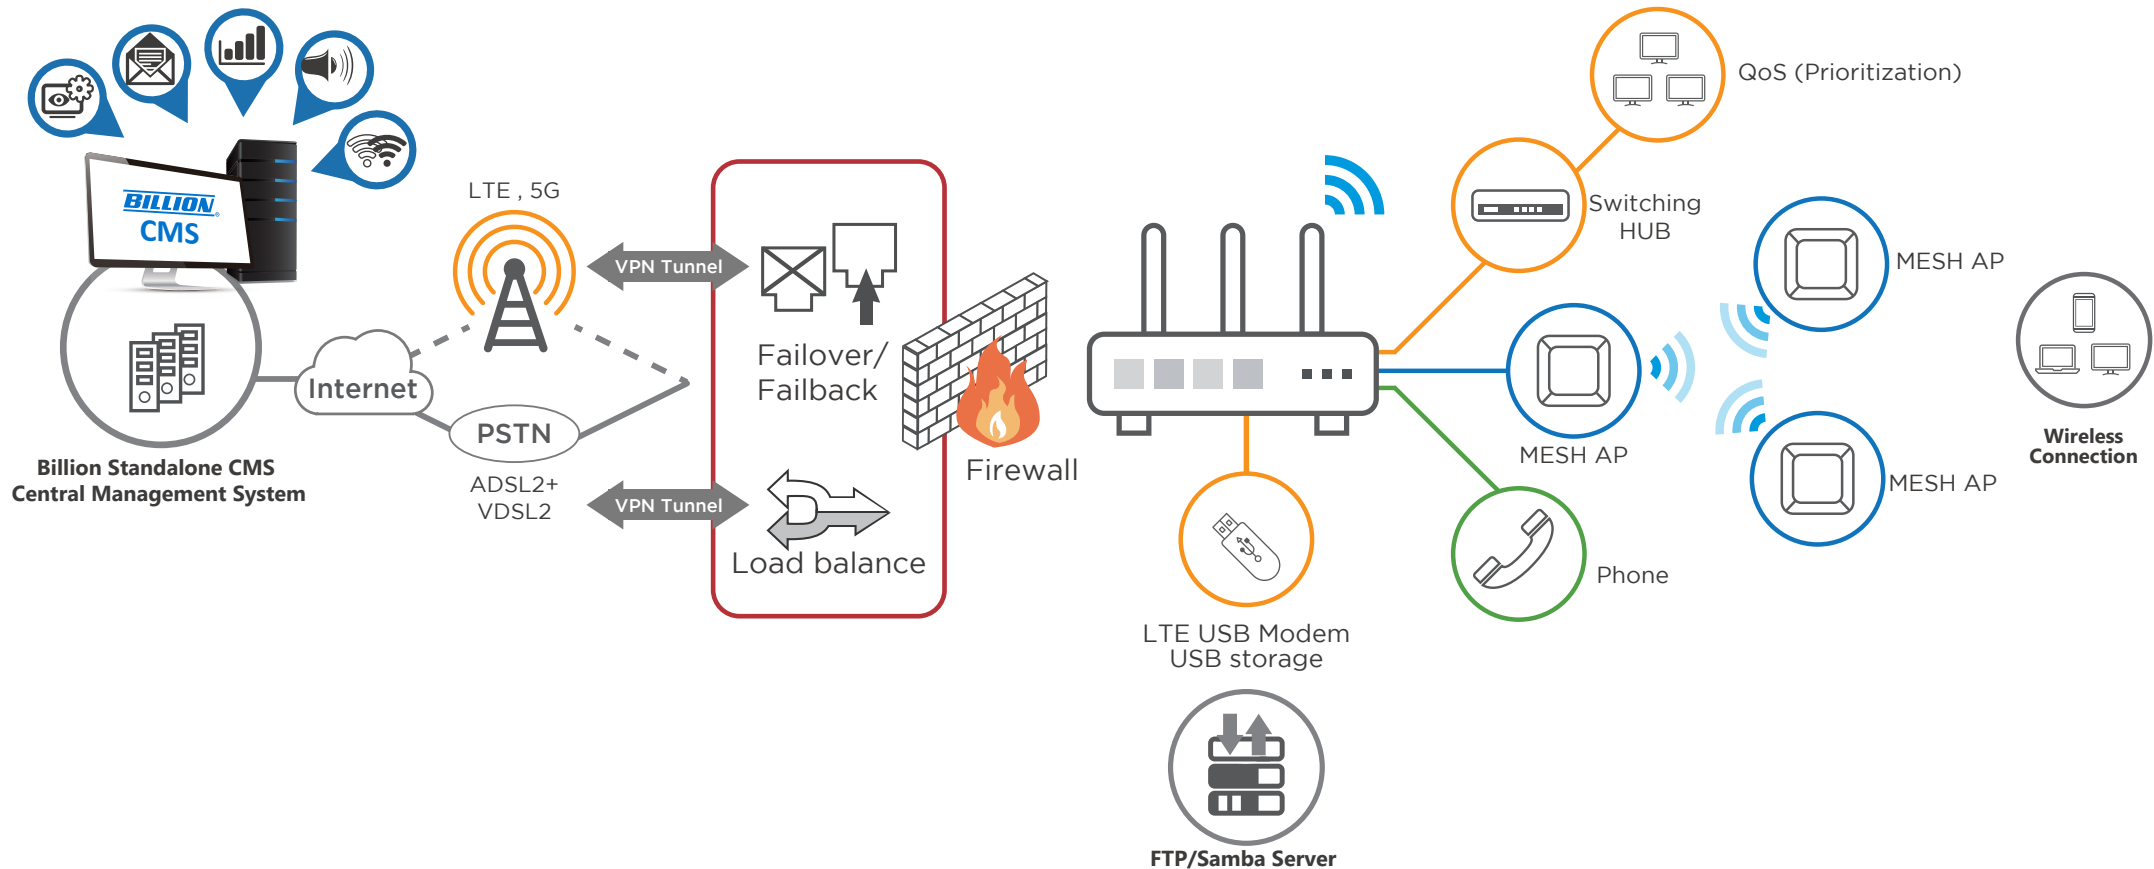 BILLION®
CMS
Billion Standalone CMS
Central Management System
Internet
LTE , 5G
PSTN
ADSL2+
VDSL2
VPN Tunnel
VPN Tunnel
Failover/
Failback
Load balance
Firewall
LTE USB Modem
USB storage
FTP/Samba Server
QoS (Prioritization)
Switching
HUB
MESH AP
MESH AP
MESH AP
Phone
Wireless
Connection